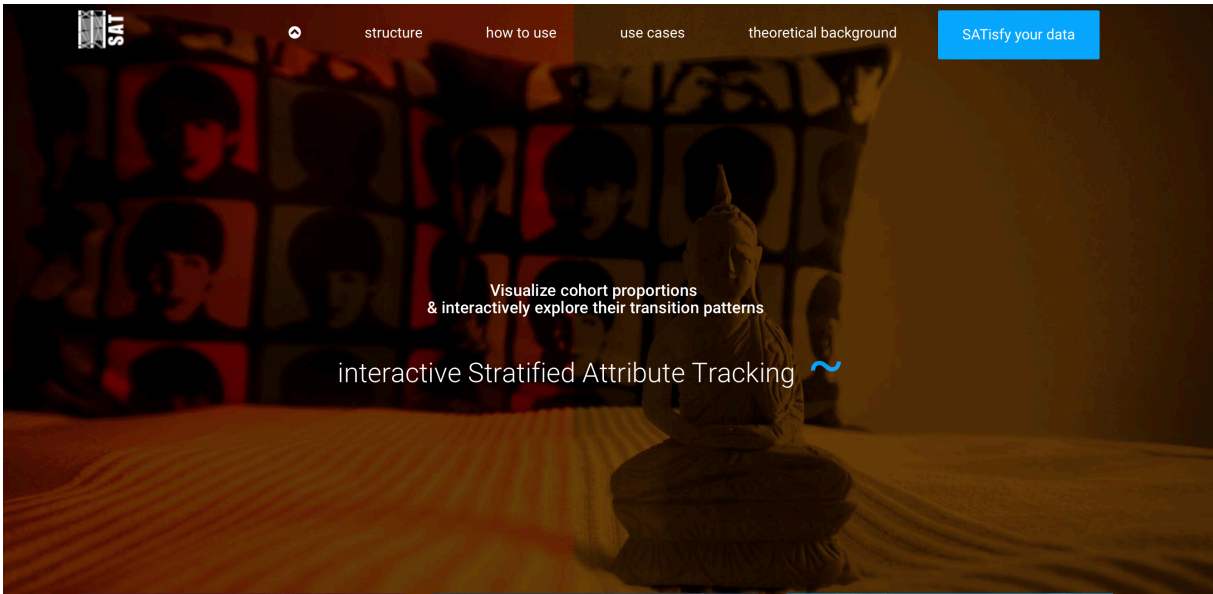 SAT
structure
how to use
use cases
theoretical background
SATisfy your data
Visualize cohort proportions
& interactively explore their transition patterns
interactive Stratified Attribute Tracking ~